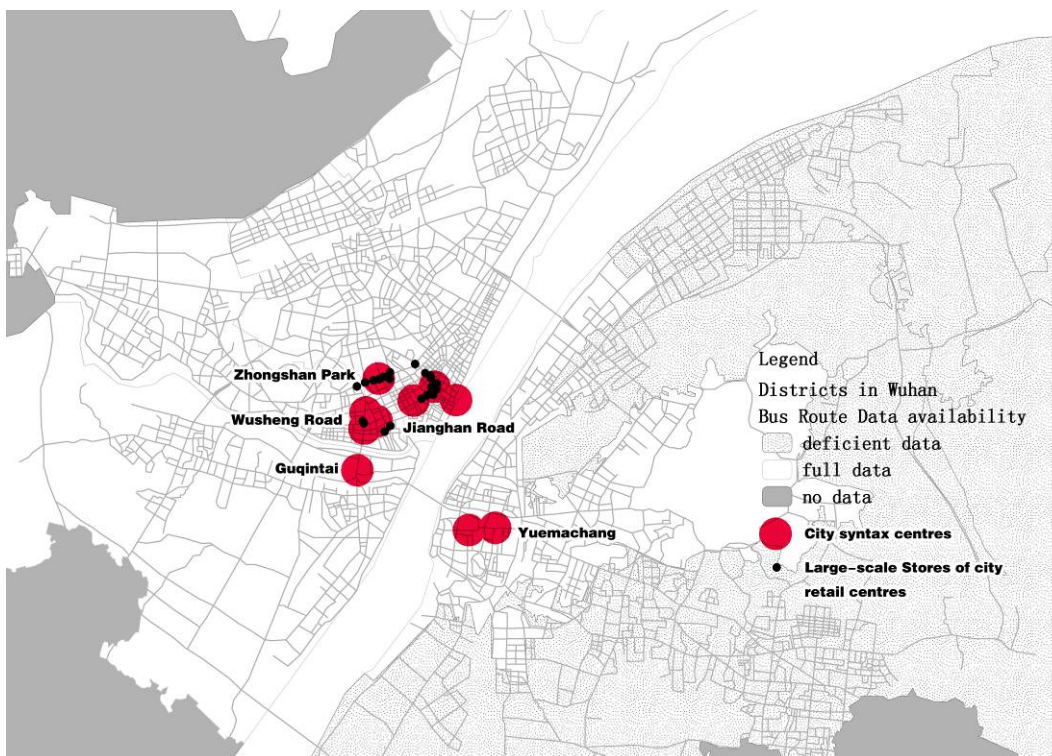 Zhongshan Park
Wusheng Road
Jianghan Road
Guqintai
Yuemachang
Legend
Districts in Wuhan
Bus Route Data availability
deficient data
full data
no data
City syntax centres
Large-scale Stores of city
retail centres